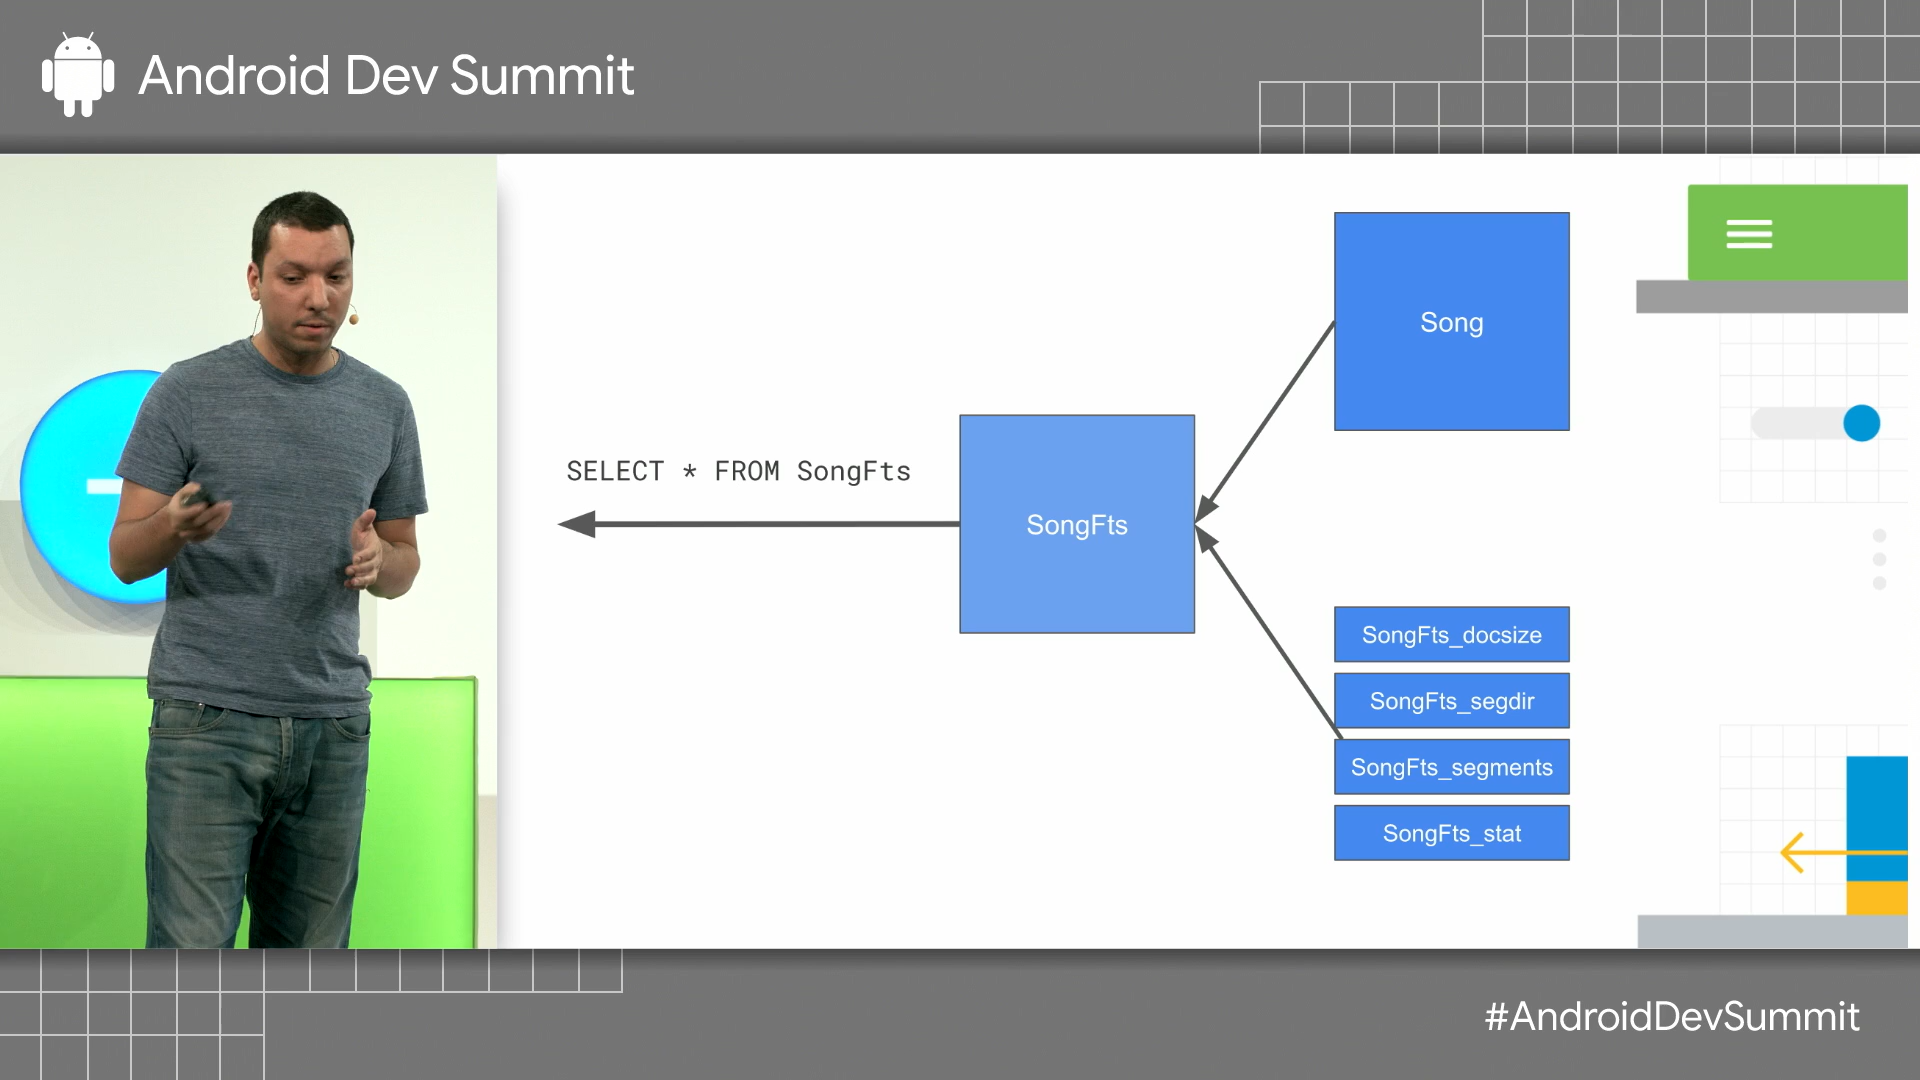 Android Dev Summit
Song
SELECT * FROM SongFts
SongFts
SongFts_docsize
SongFts_segdir
SongFts_segments
SongFts_stat
#AndroidDevSummit